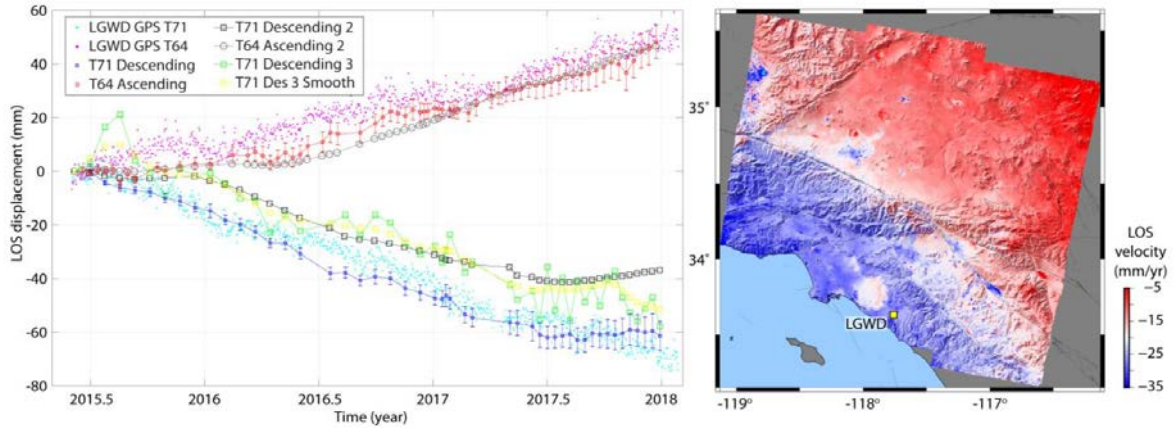 60
40
20
0
-20
-40
-60
-80
LOS displacement (mm)
LGWD GPS T71
LGWD GPS T64
T71 Descending
T64 Ascending
T71 Descending 2
T64 Ascending 2
T71 Descending 3
T71 Des 3 Smooth
2015.5
2016
2016.5
2017
2017.5
2018
Time (year)
35°
34°
LGWD
-119
-118
-117
LOS
velocity
(mm/yr)
−5
−15
−25
−35